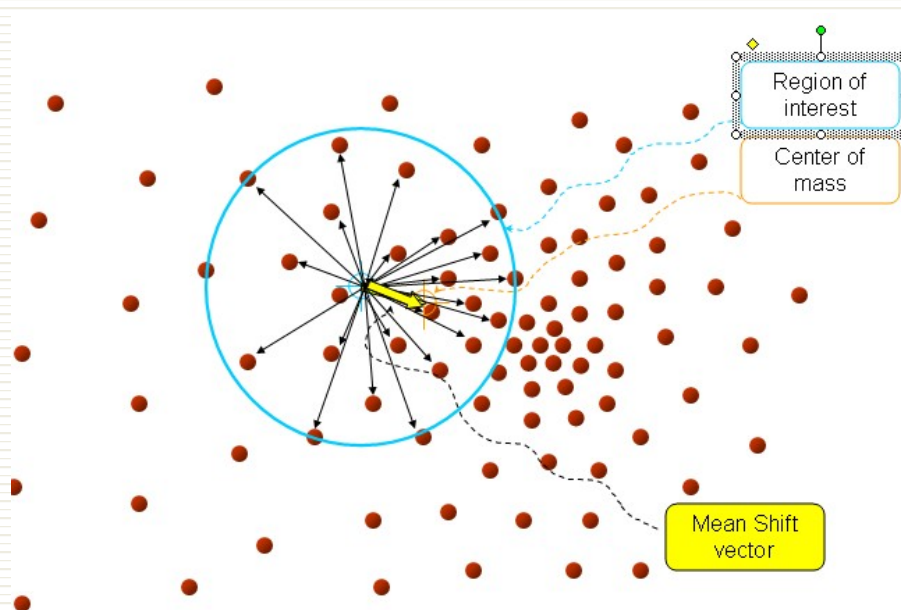 Region of
interest
Center of
mass
Mean Shift
vector